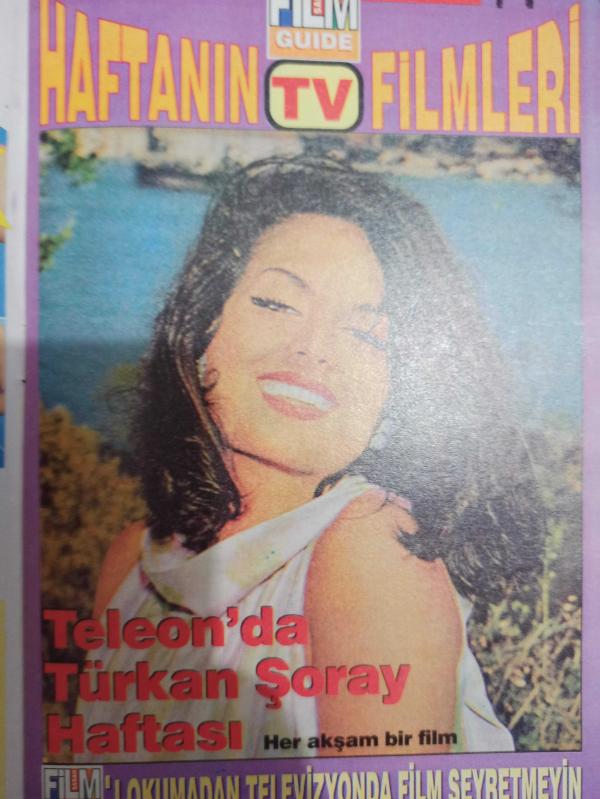 FILM
GUIDE
HAFTANIN TV FİLMLERİ
Teleon'da
Türkan Şoray
Haftası Her akşam bir film
FİLM'I OKUMADAN TELEVİZYONDA FİLM SEYRETMEYİN